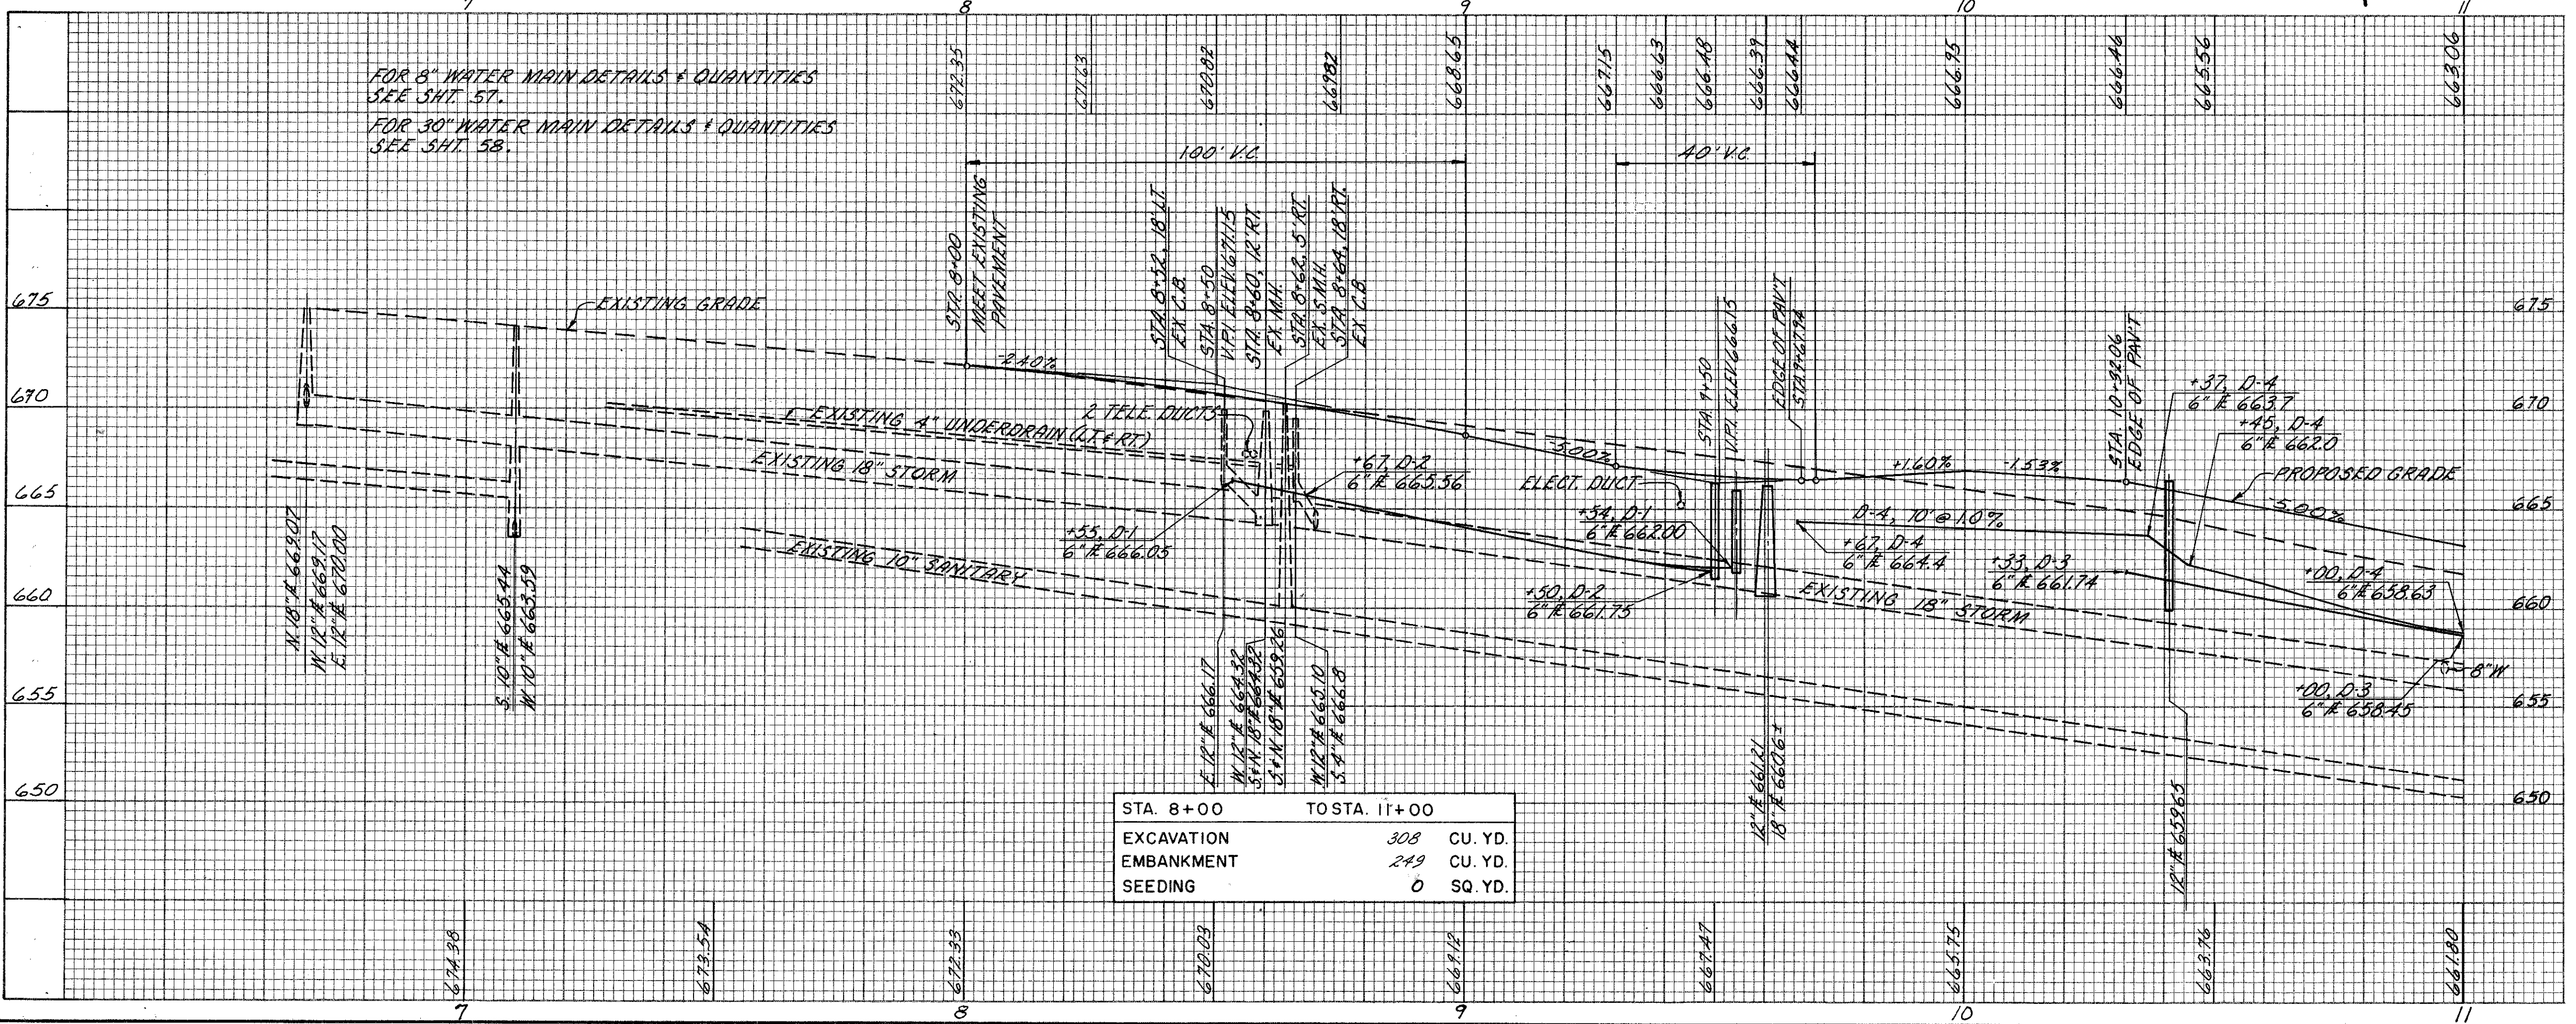 7 8 9 10 11
672.35 671.63 670.82 669.82 668.65 667.15 666.63 666.48 666.39 666.44 666.95 666.46 665.56 663.06
FOR 8" WATER MAIN DETAILS & QUANTITIES
SEE SHT. 57.
FOR 30" WATER MAIN DETAILS & QUANTITIES
SEE SHT. 58.
100' V.C.
40' V.C.
STA. 8+00
MEET EXISTING
PAVEMENT
STA. 8+52, 18' LT.
EX. C.B.
STA. 8+50
V.P.I. ELEV. 671.15
STA. 8+60, 12' RT.
EX. M.H.
STA. 8+62, 5' RT.
EX. S.M.H.
STA. 8+64, 18' RT.
EX. C.B.
STA. 9+50
V.P.I. ELEV. 666.15
EDGE OF PAV'T.
STA. 9+67.94
STA. 10+32.06
EDGE OF PAV'T.
675
675
EXISTING GRADE
-2.40%
670
670
EXISTING 4" UNDERDRAIN (LT. & RT.)
2 TELE. DUCTS
EXISTING 18" STORM
-5.00%
+1.60%
-1.53%
+37, D-4
6" 663.7
+45, D-4
6" 662.0
PROPOSED GRADE
-5.00%
665
665
+67, D-2
6" 665.56
ELECT. DUCT
+54, D-1
6" 662.00
D-4, 70' @ 1.0%
+67, D-4
6" 664.4
+55, D-1
6" 666.05
+33, D-3
6" 661.74
+00, D-4
6" 658.63
EXISTING 10" SANITARY
+50, D-2
6" 661.75
EXISTING 18" STORM
660
660
8" W
+00, D-3
6" 658.45
655
655
650
650
N. 18" 669.07
W. 12" 669.17
E. 12" 670.00
S. 10" 665.44
W. 10" 663.59
E. 12" 666.17
W. 12" 664.32
S. & N. 18" 664.32
S. & N. 18" 659.26
W. 12" 665.10
S. 4" 666.8
12" 661.21
18" 660.6±
12" 659.65
STA. 8+00 TO STA. 11+00
EXCAVATION 308 CU. YD.
EMBANKMENT 249 CU. YD.
SEEDING 0 SQ. YD.
674.38 673.54 672.33 670.03 669.12 667.47 665.75 663.76 661.80
7 8 9 10 11